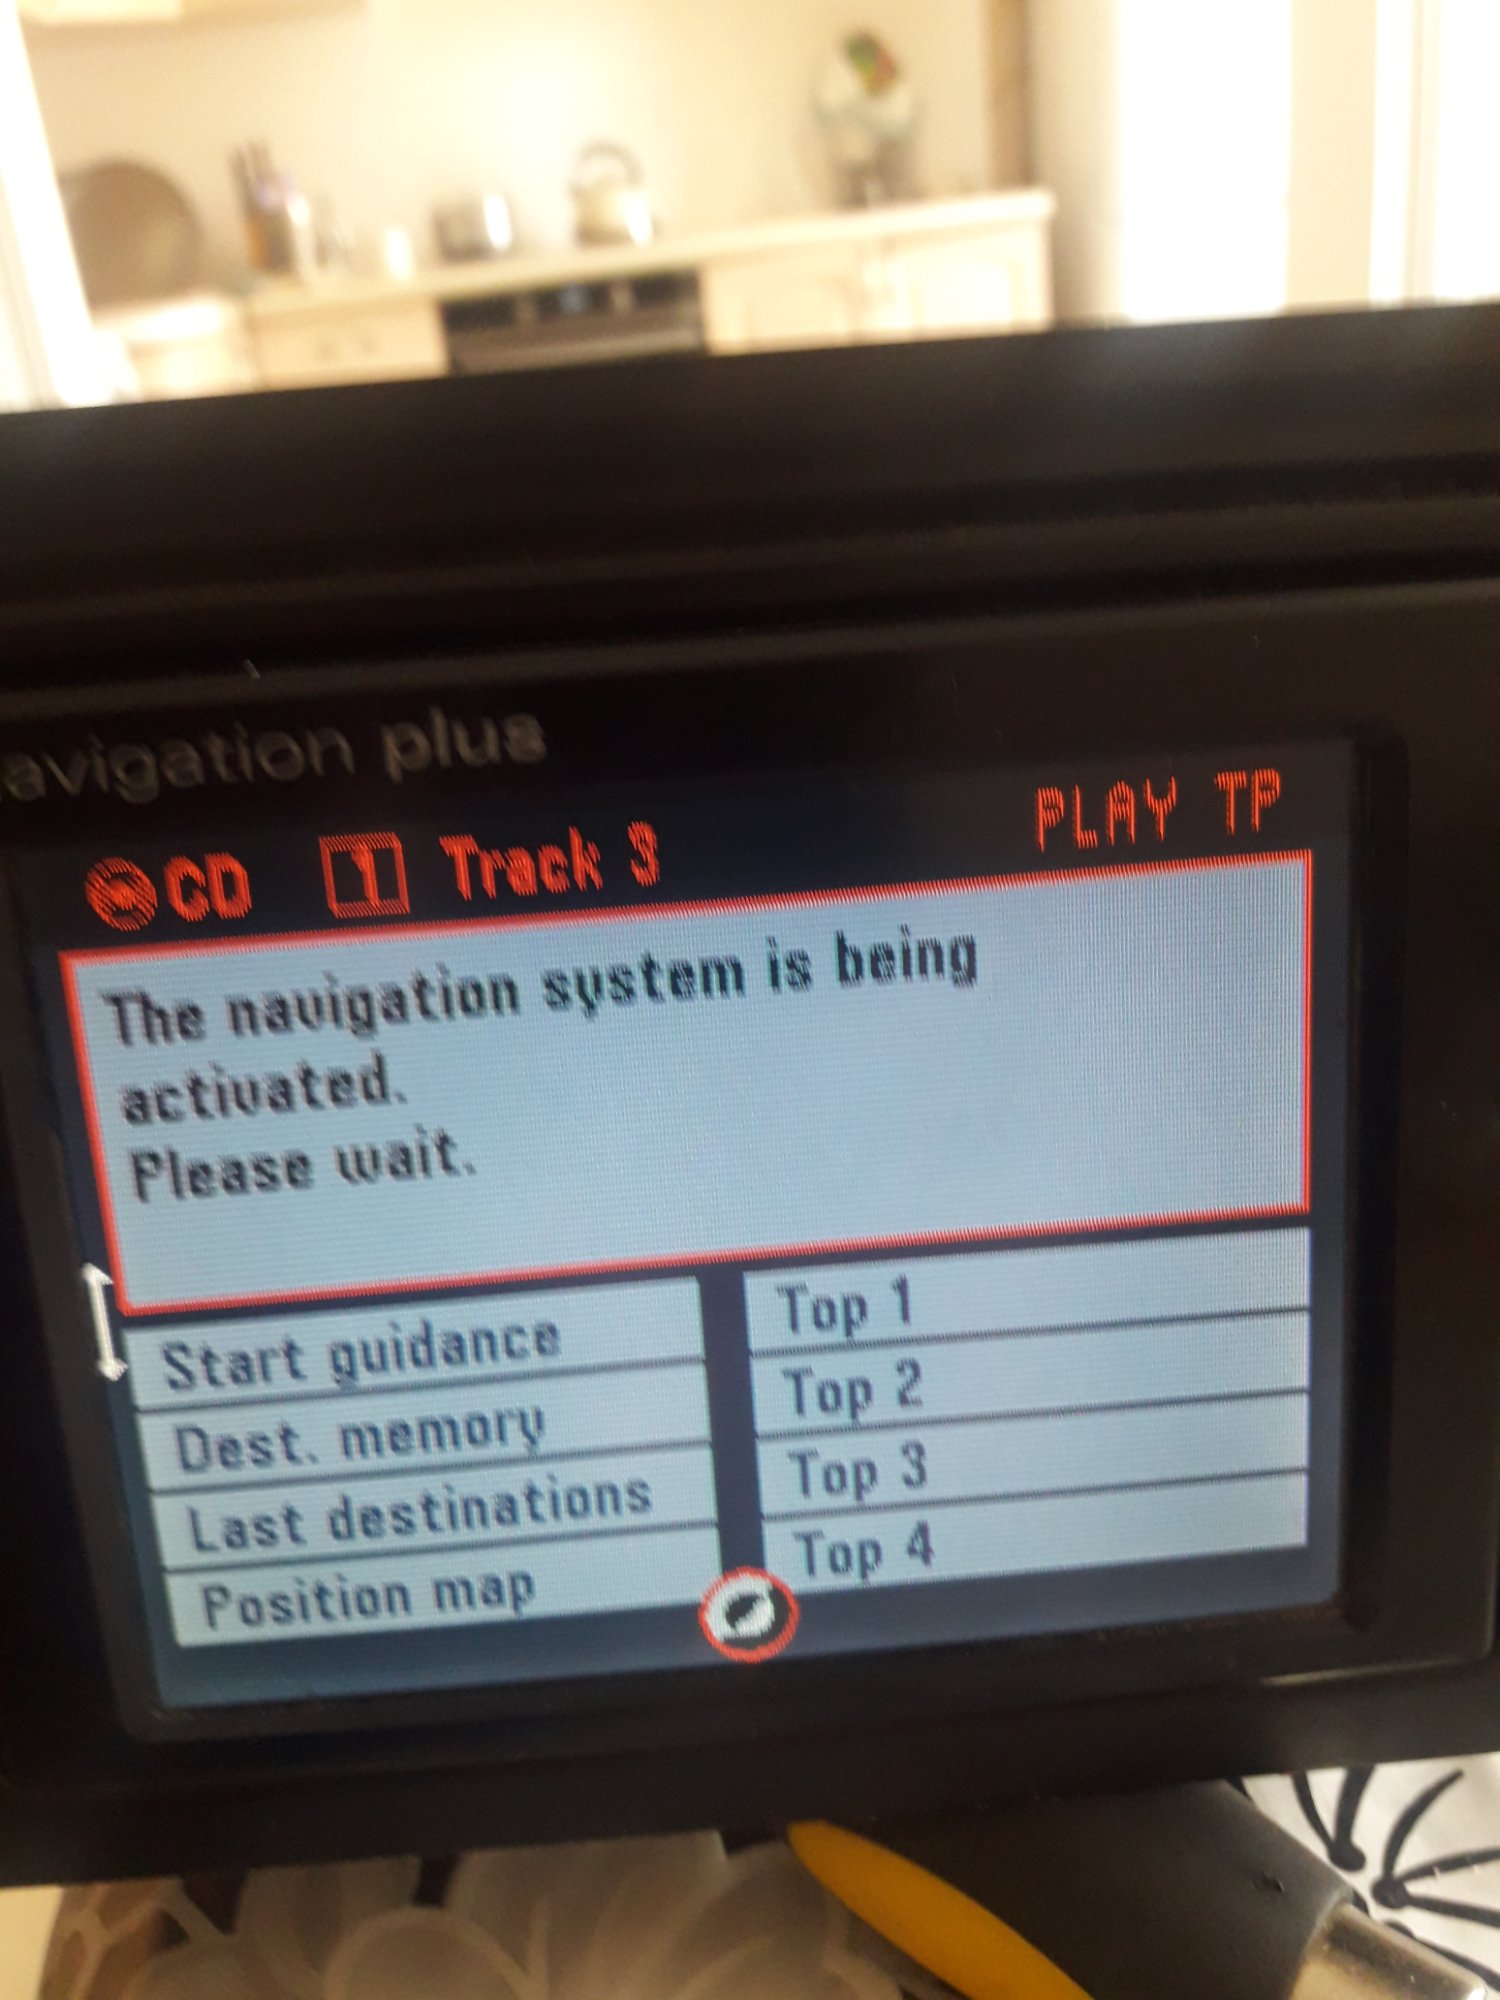 avigation plus
CD 1 Track 3 PLAY TP
The navigation system is being
activated.
Please wait.
Start guidance
Dest. memory
Last destinations
Position map
Top 1
Top 2
Top 3
Top 4